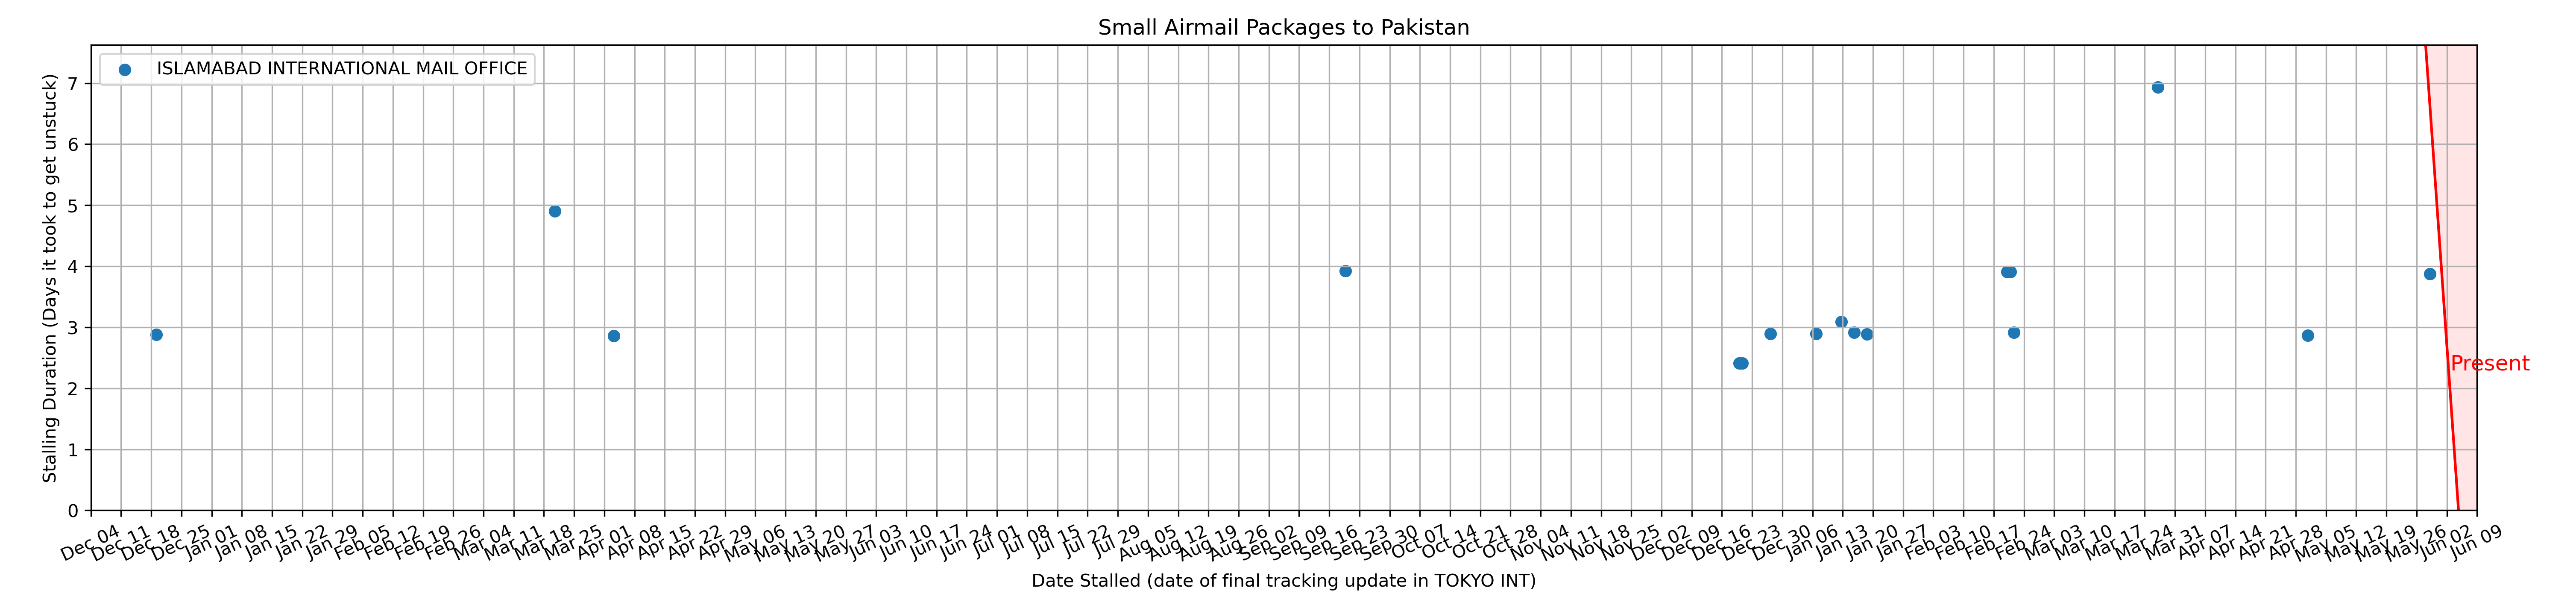 Small Airmail Packages to Pakistan
ISLAMABAD INTERNATIONAL MAIL OFFICE
Stalling Duration (Days it took to get unstuck)
7
6
5
4
3
2
1
0
Present
Dec 04
Dec 11
Dec 18
Dec 25
Jan 01
Jan 08
Jan 15
Jan 22
Jan 29
Feb 05
Feb 12
Feb 19
Feb 26
Mar 04
Mar 11
Mar 18
Mar 25
Apr 01
Apr 08
Apr 15
Apr 22
Apr 29
May 06
May 13
May 20
May 27
Jun 03
Jun 10
Jun 17
Jun 24
Jul 01
Jul 08
Jul 15
Jul 22
Jul 29
Aug 05
Aug 12
Aug 19
Aug 26
Sep 02
Sep 09
Sep 16
Sep 23
Sep 30
Oct 07
Oct 14
Oct 21
Oct 28
Nov 04
Nov 11
Nov 18
Nov 25
Dec 02
Dec 09
Dec 16
Dec 23
Dec 30
Jan 06
Jan 13
Jan 20
Jan 27
Feb 03
Feb 10
Feb 17
Feb 24
Mar 03
Mar 10
Mar 17
Mar 24
Mar 31
Apr 07
Apr 14
Apr 21
Apr 28
May 05
May 12
May 19
May 26
Jun 02
Jun 09
Date Stalled (date of final tracking update in TOKYO INT)